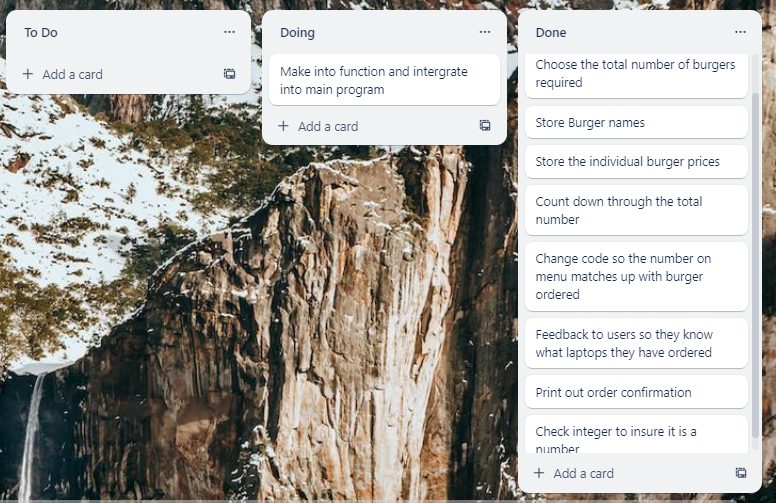 To Do
Add a card
Doing
Make into function and intergrate
into main program
Add a card
Done
Choose the total number of burgers
required
Store Burger names
Store the individual burger prices
Count down through the total
number
Change code so the number on
menu matches up with burger
ordered
Feedback to users so they know
what laptops they have ordered
Print out order confirmation
Check integer to insure it is a
number
Add a card